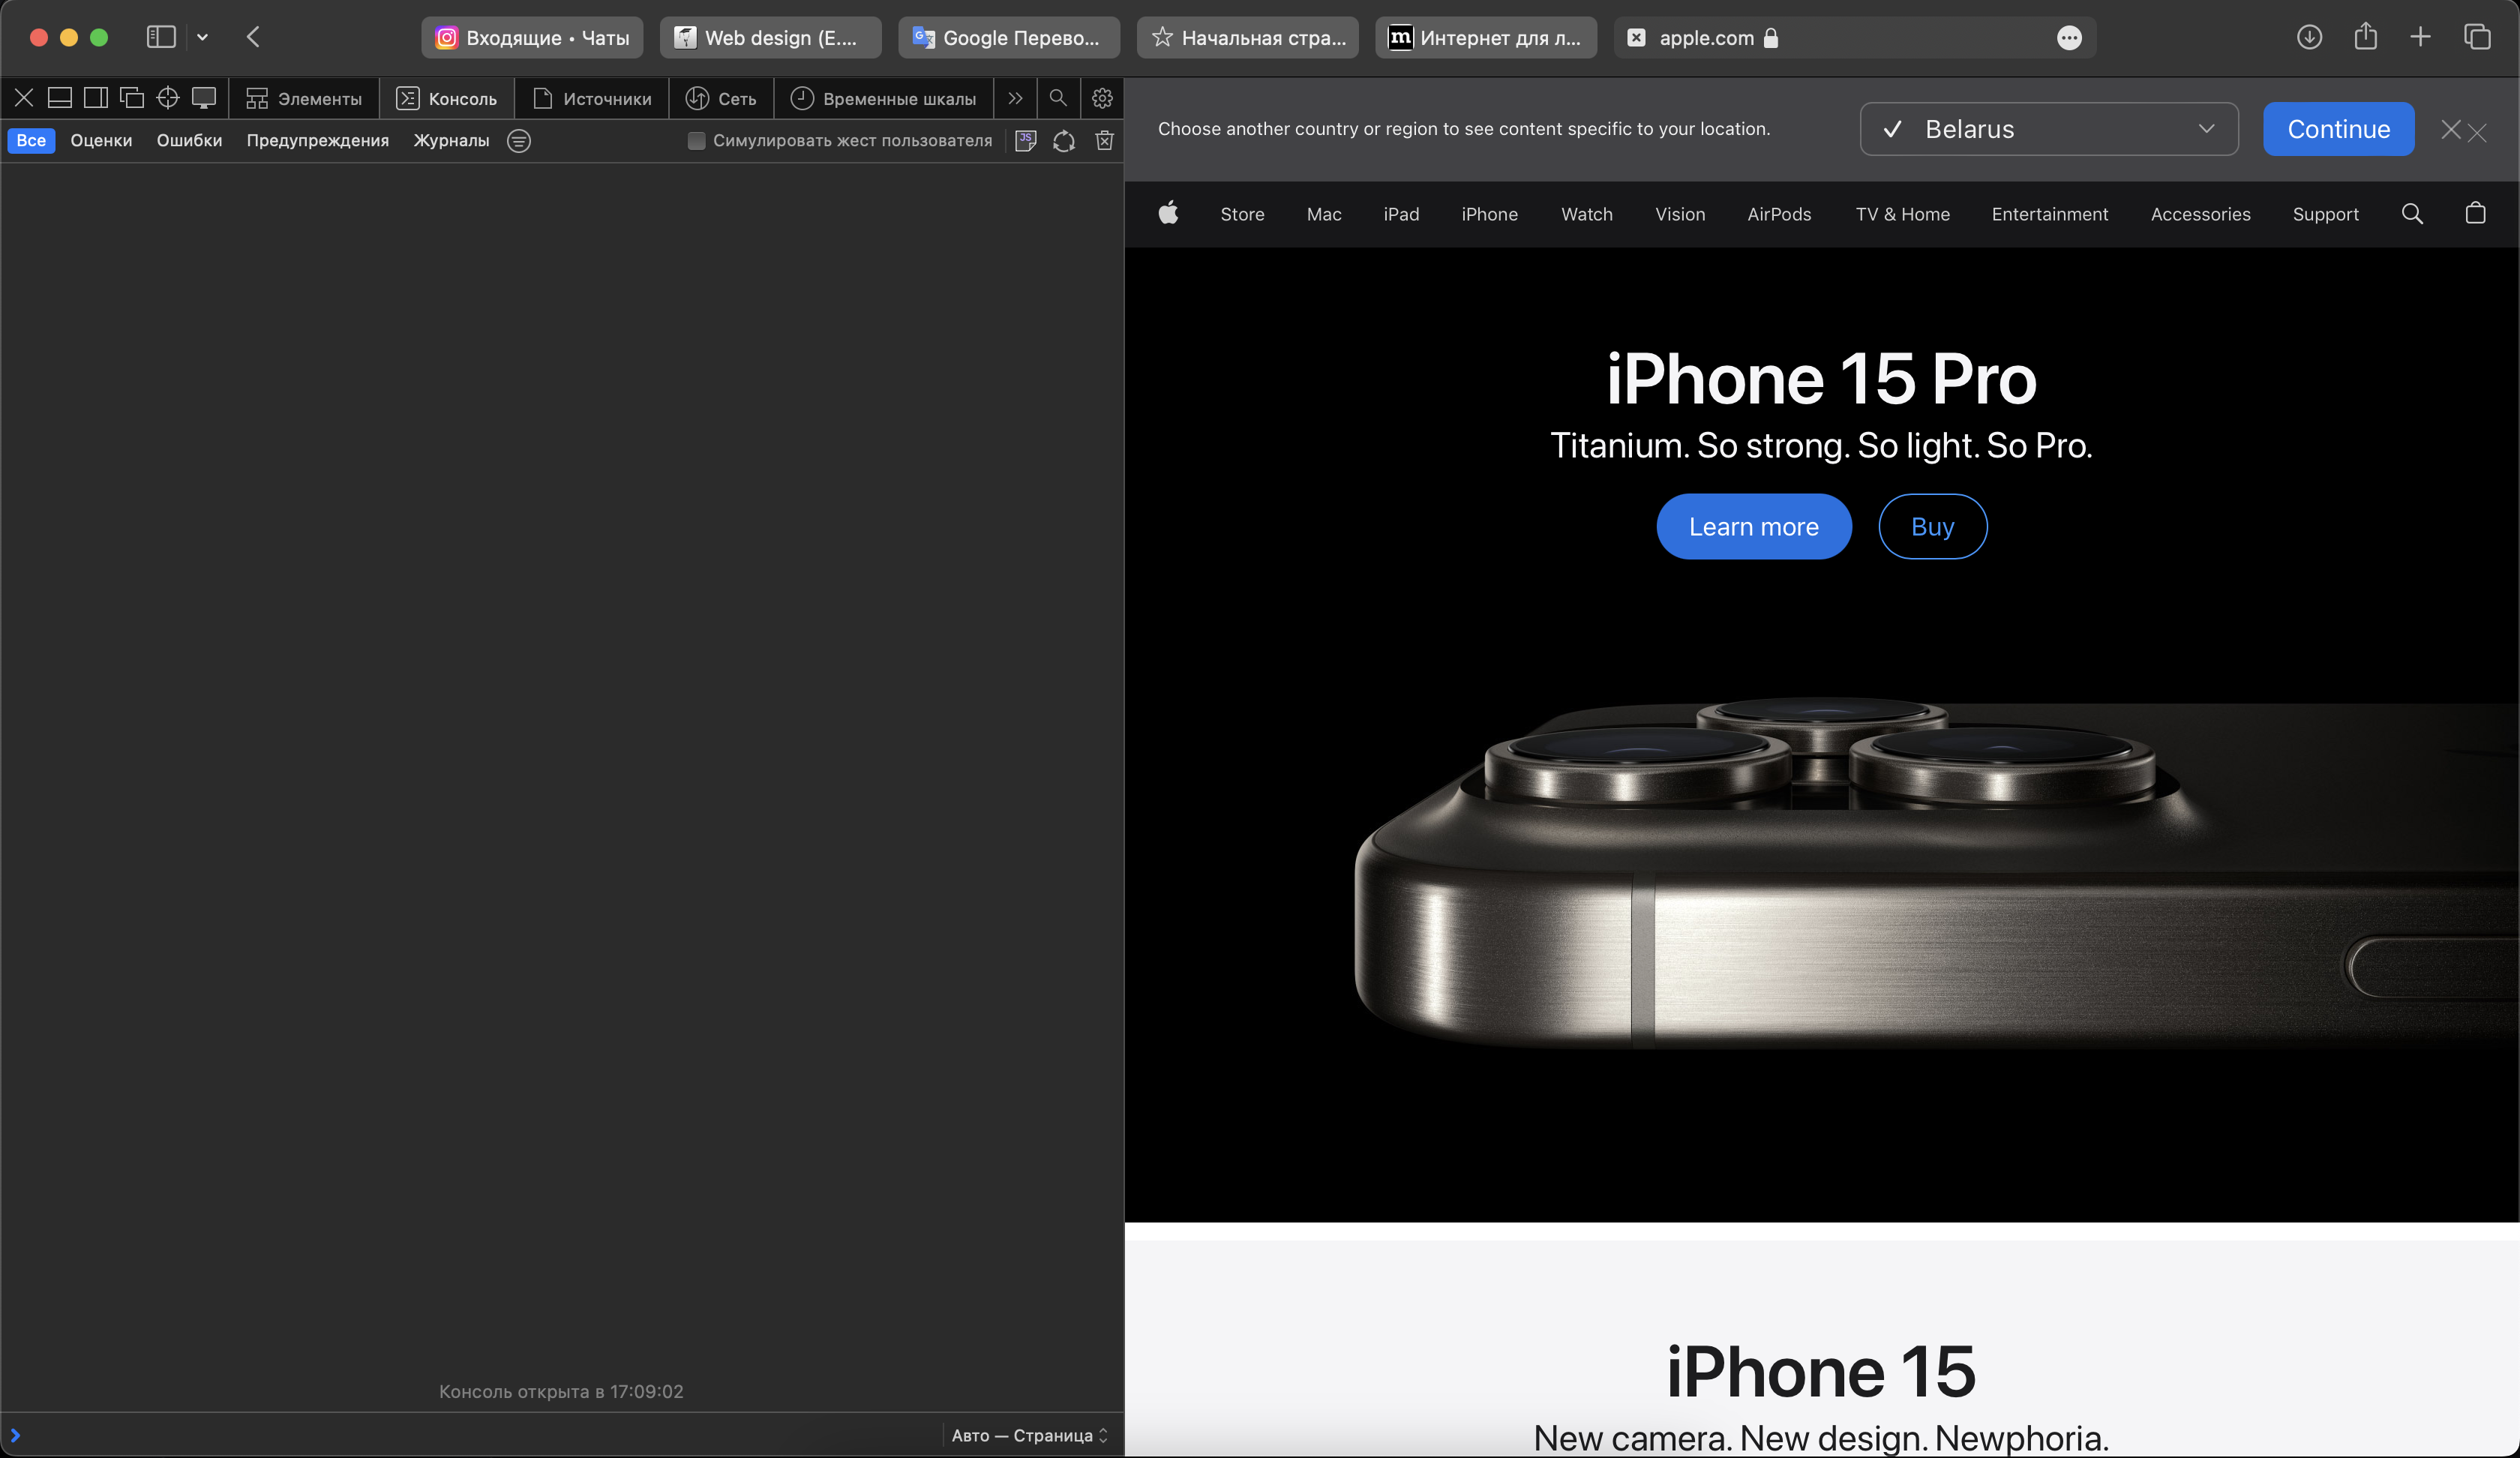 Входящие • Чаты
Web design (E....
Google Перево...
Начальная стра...
m Интернет для л...
apple.com
Элементы
Консоль
Источники
Сеть
Временные шкалы
Все
Оценки
Ошибки
Предупреждения
Журналы
Симулировать жест пользователя
JS
Консоль открыта в 17:09:02
Авто — Страница
Choose another country or region to see content specific to your location.
Belarus
Continue
Store
Mac
iPad
iPhone
Watch
Vision
AirPods
TV & Home
Entertainment
Accessories
Support
iPhone 15 Pro
Titanium. So strong. So light. So Pro.
Learn more
Buy
iPhone 15
New camera. New design. Newphoria.